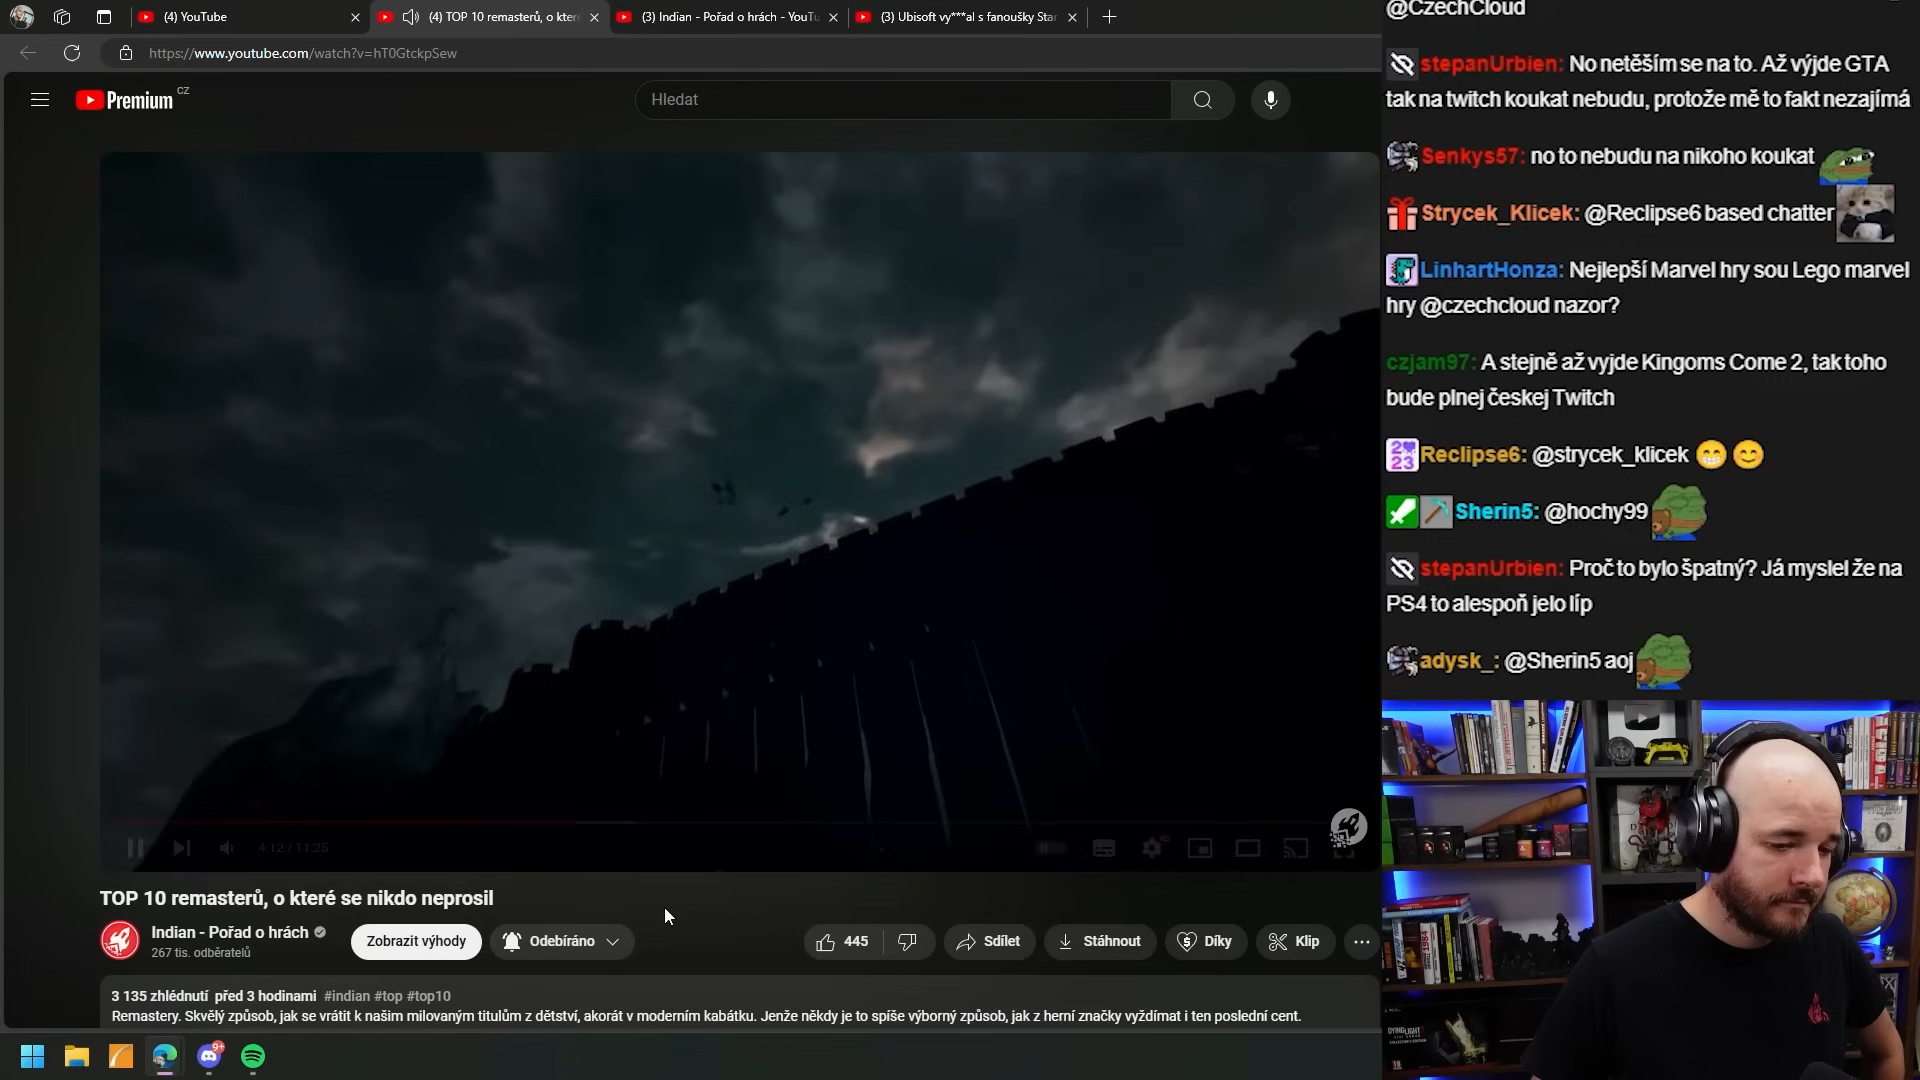 (4) YouTube
(4) TOP 10 remasterů, o kter
(3) Indian - Pořad o hrách - YouTu
(3) Ubisoft vy***al s fanoušky Star
https://www.youtube.com/watch?v=hT0GtckpSew
Premium CZ
Hledat
4:12 / 11:25
TOP 10 remasterů, o které se nikdo neprosil
Indian - Pořad o hrách
267 tis. odběratelů
Zobrazit výhody
Odebíráno
445
Sdílet
Stáhnout
Díky
Klip
3 135 zhlédnutí před 3 hodinami #indian #top #top10
Remastery. Skvělý způsob, jak se vrátit k našim milovaným titulům z dětství, akorát v moderním kabátku. Jenže někdy je to spíše výborný způsob, jak z herní značky vyždímat i ten poslední cent.
9+
@CzechCloud
stepanUrbien: No netěším se na to. Až výjde GTA
tak na twitch koukat nebudu, protože mě to fakt nezajímá
Senkys57: no to nebudu na nikoho koukat
Strycek_Klicek: @Reclipse6 based chatter
LinhartHonza: Nejlepší Marvel hry sou Lego marvel
hry @czechcloud nazor?
czjam97: A stejně až vyjde Kingoms Come 2, tak toho
bude plnej českej Twitch
2023
Reclipse6: @strycek_klicek
Sherin5: @hochy99
stepanUrbien: Proč to bylo špatný? Já myslel že na
PS4 to alespoň jelo líp
adysk_: @Sherin5 aoj
1984
DYING LIGHT